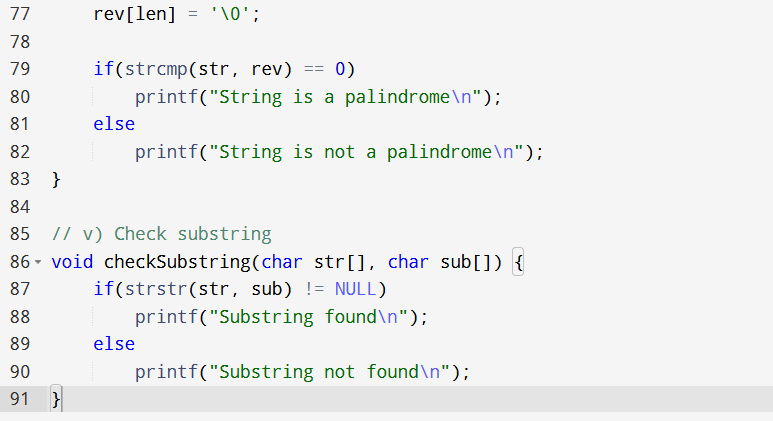 77 rev[len] = '\0';
78
79 if(strcmp(str, rev) == 0)
80 printf("String is a palindrome\n");
81 else
82 printf("String is not a palindrome\n");
83 }
84
85 // v) Check substring
86 void checkSubstring(char str[], char sub[]) {
87 if(strstr(str, sub) != NULL)
88 printf("Substring found\n");
89 else
90 printf("Substring not found\n");
91 }